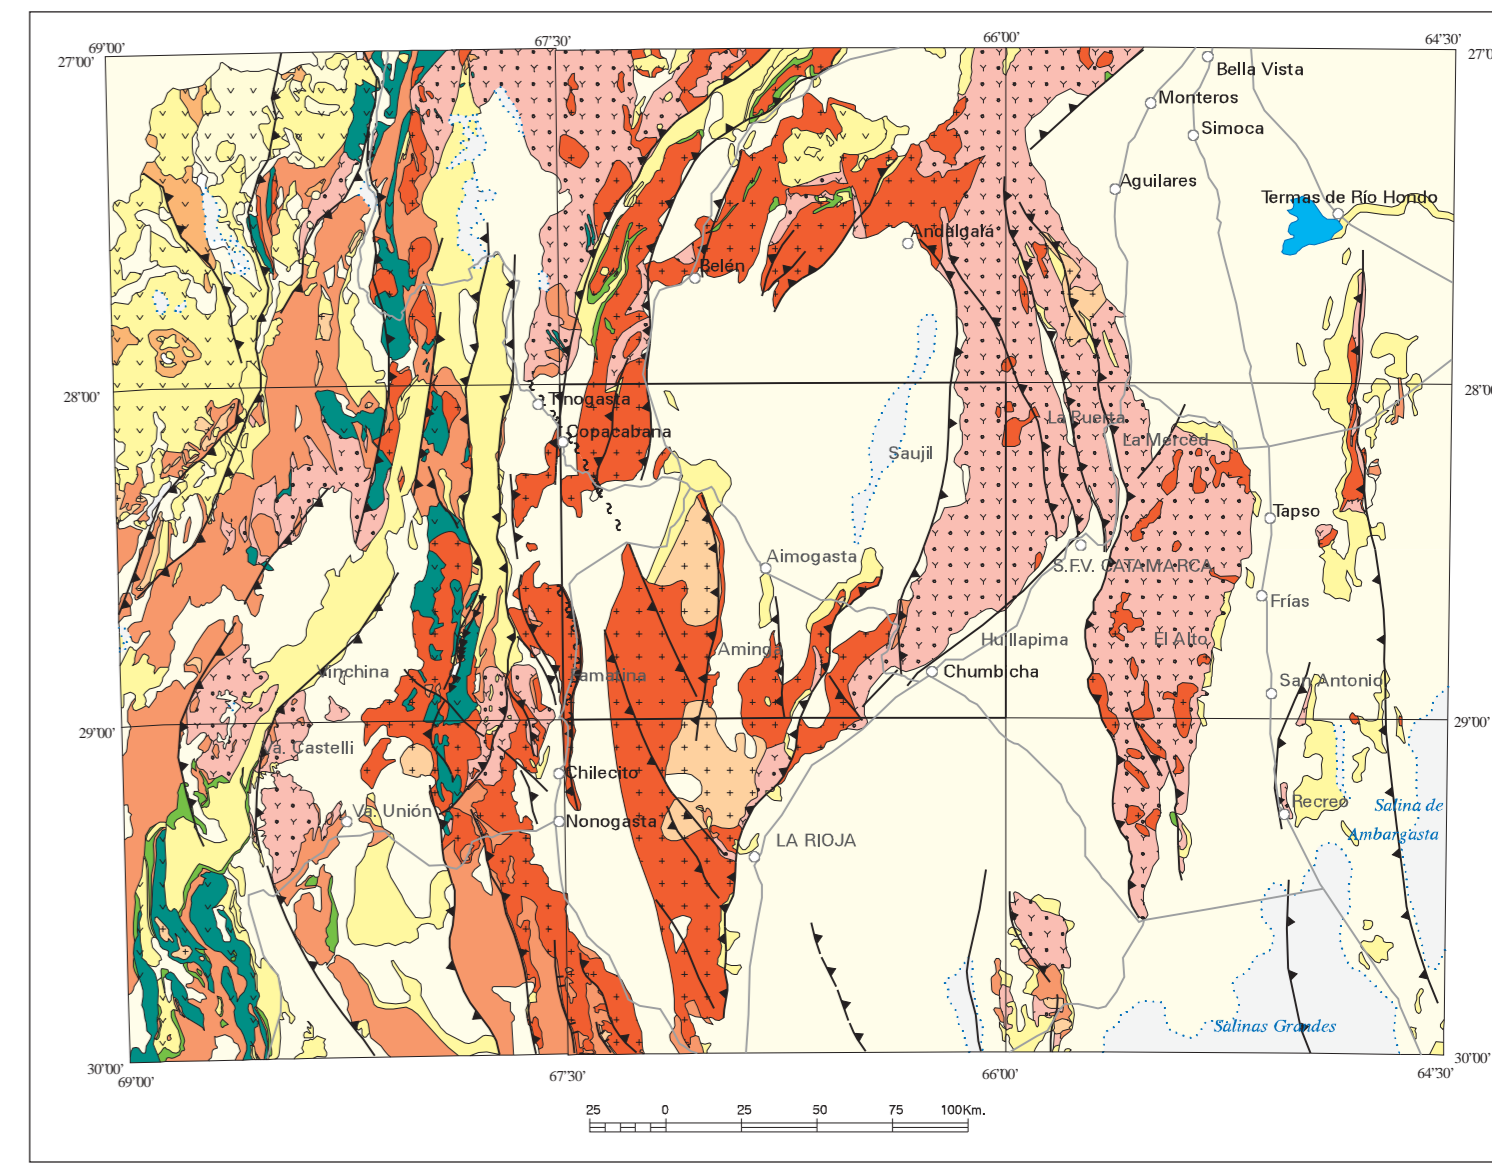 69°00'
67°30'
66°00'
64°30'
27°00'
27°0
Bella Vista
Monteros
Simoca
Aguilares
Termas de Río Hondo
Andalgalá
Belén
28°00'
28°00
Tinogasta
Copacabana
La Puerta
La Merced
Saujil
Tapso
Aimogasta
S.F.V. CATAMARCA
Frías
Huillapima
El Alto
Aminga
Vinchina
Famatina
Chumbicha
San Antonio
29°00'
29°00'
Va. Castelli
Chilecito
Va. Unión
Nonogasta
Recreo
Salina de
Ambargasta
LA RIOJA
Salinas Grandes
30°00'
30°00'
69°00'
67°30'
66°00'
64°30'
25 0 25 50 75 100Km.